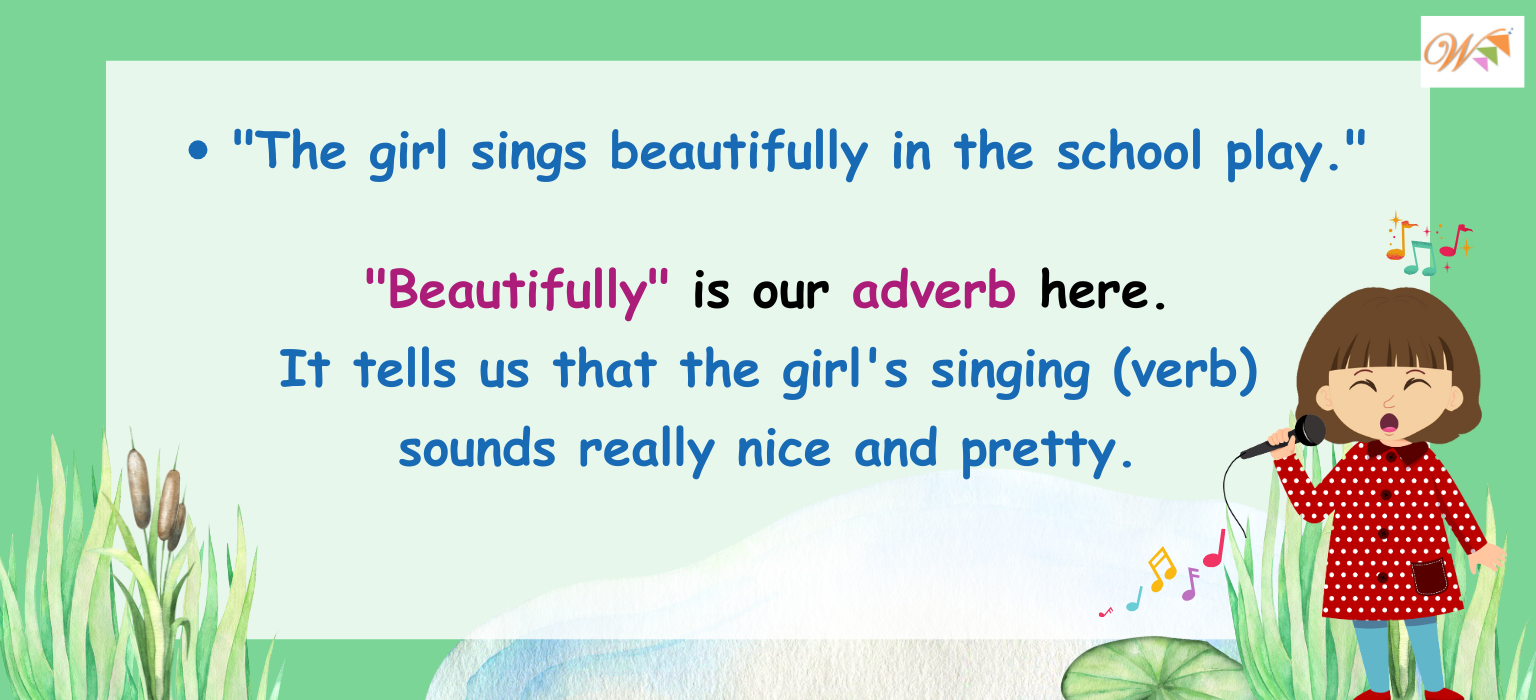 • "The girl sings beautifully in the school play."
"Beautifully" is our adverb here.
It tells us that the girl's singing (verb)
sounds really nice and pretty.
W